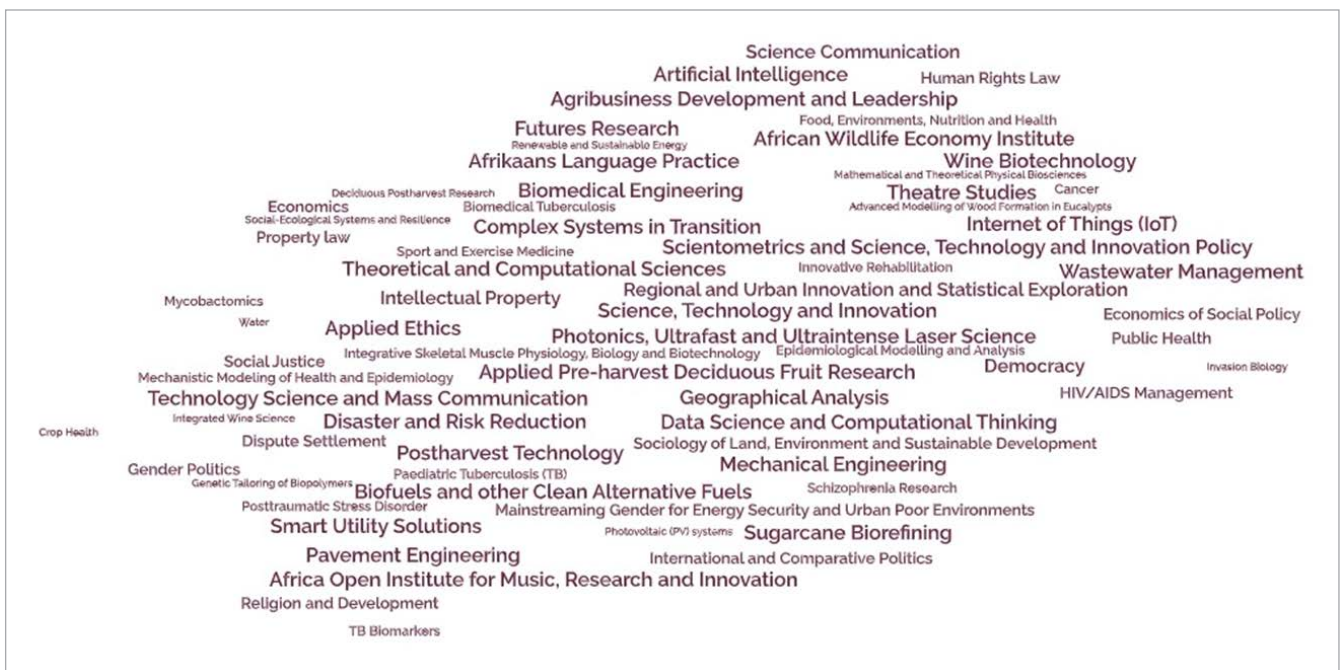 Science Communication
Artificial Intelligence
Human Rights Law
Agribusiness Development and Leadership
Food, Environments, Nutrition and Health
Futures Research
African Wildlife Economy Institute
Renewable and Sustainable Energy
Afrikaans Language Practice
Wine Biotechnology
Mathematical and Theoretical Physical Biosciences
Deciduous Postharvest Research
Biomedical Engineering
Theatre Studies
Cancer
Economics
Biomedical Tuberculosis
Advanced Modelling of Wood Formation in Eucalypts
Social-Ecological Systems and Resilience
Complex Systems in Transition
Internet of Things (IoT)
Property law
Sport and Exercise Medicine
Scientometrics and Science, Technology and Innovation Policy
Theoretical and Computational Sciences
Innovative Rehabilitation
Wastewater Management
Mycobactomics
Intellectual Property
Regional and Urban Innovation and Statistical Exploration
Science, Technology and Innovation
Economics of Social Policy
Water
Applied Ethics
Photonics, Ultrafast and Ultraintense Laser Science
Public Health
Social Justice
Integrative Skeletal Muscle Physiology, Biology and Biotechnology
Epidemiological Modelling and Analysis
Mechanistic Modeling of Health and Epidemiology
Applied Pre-harvest Deciduous Fruit Research
Democracy
Invasion Biology
Technology Science and Mass Communication
Geographical Analysis
HIV/AIDS Management
Integrated Wine Science
Disaster and Risk Reduction
Data Science and Computational Thinking
Crop Health
Dispute Settlement
Postharvest Technology
Sociology of Land, Environment and Sustainable Development
Gender Politics
Paediatric Tuberculosis (TB)
Mechanical Engineering
Genetic Tailoring of Biopolymers
Biofuels and other Clean Alternative Fuels
Schizophrenia Research
Posttraumatic Stress Disorder
Mainstreaming Gender for Energy Security and Urban Poor Environments
Smart Utility Solutions
Photovoltaic (PV) systems
Sugarcane Biorefining
Pavement Engineering
International and Comparative Politics
Africa Open Institute for Music, Research and Innovation
Religion and Development
TB Biomarkers